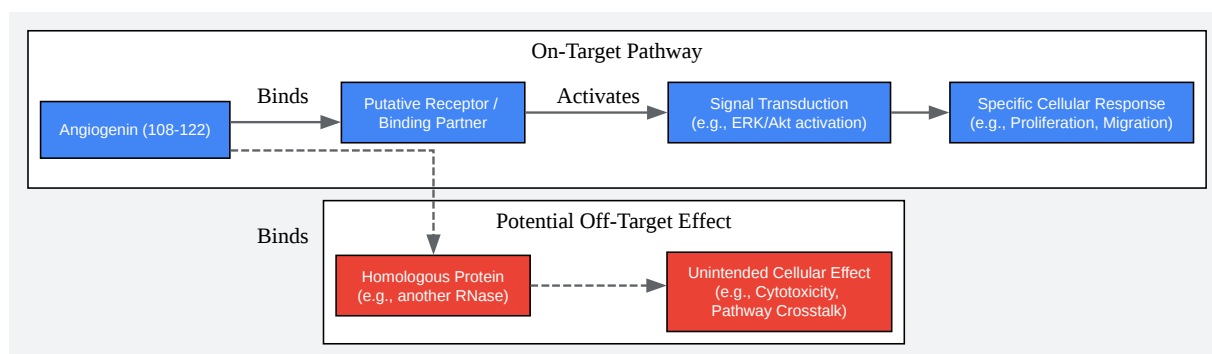 On-Target Pathway
Binds
Activates
Angiogenin (108-122)
Putative Receptor /
Binding Partner
Signal Transduction
(e.g., ERK/Akt activation)
Specific Cellular Response
(e.g., Proliferation, Migration)
Potential Off-Target Effect
Binds
Homologous Protein
(e.g., another RNase)
Unintended Cellular Effect
(e.g., Cytotoxicity,
Pathway Crosstalk)